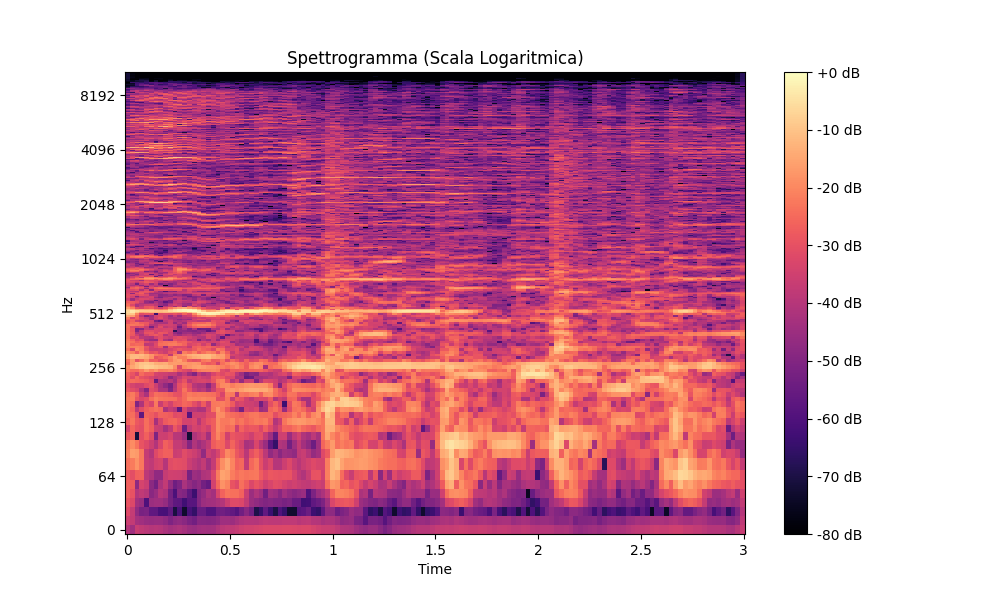 Spettrogramma (Scala Logaritmica)
8192
4096
2048
1024
512
256
128
64
0
Hz
0
0.5
1
1.5
2
2.5
3
Time
+0 dB
-10 dB
-20 dB
-30 dB
-40 dB
-50 dB
-60 dB
-70 dB
-80 dB